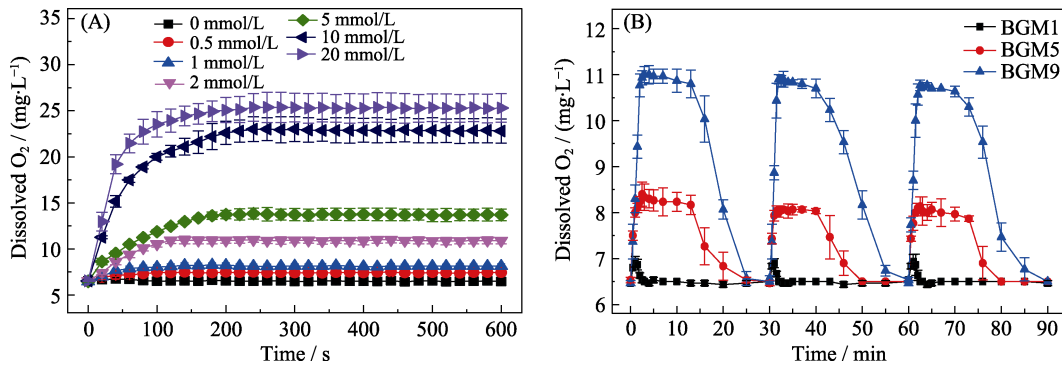 (A)
0 mmol/L
0.5 mmol/L
1 mmol/L
2 mmol/L
5 mmol/L
10 mmol/L
20 mmol/L
Dissolved O₂ / (mg·L⁻¹)
35
30
25
20
15
10
5
0 100 200 300 400 500 600
Time / s
(B)
BGM1
BGM5
BGM9
Dissolved O₂ / (mg·L⁻¹)
12
11
10
9
8
7
6
0 10 20 30 40 50 60 70 80 90
Time / min